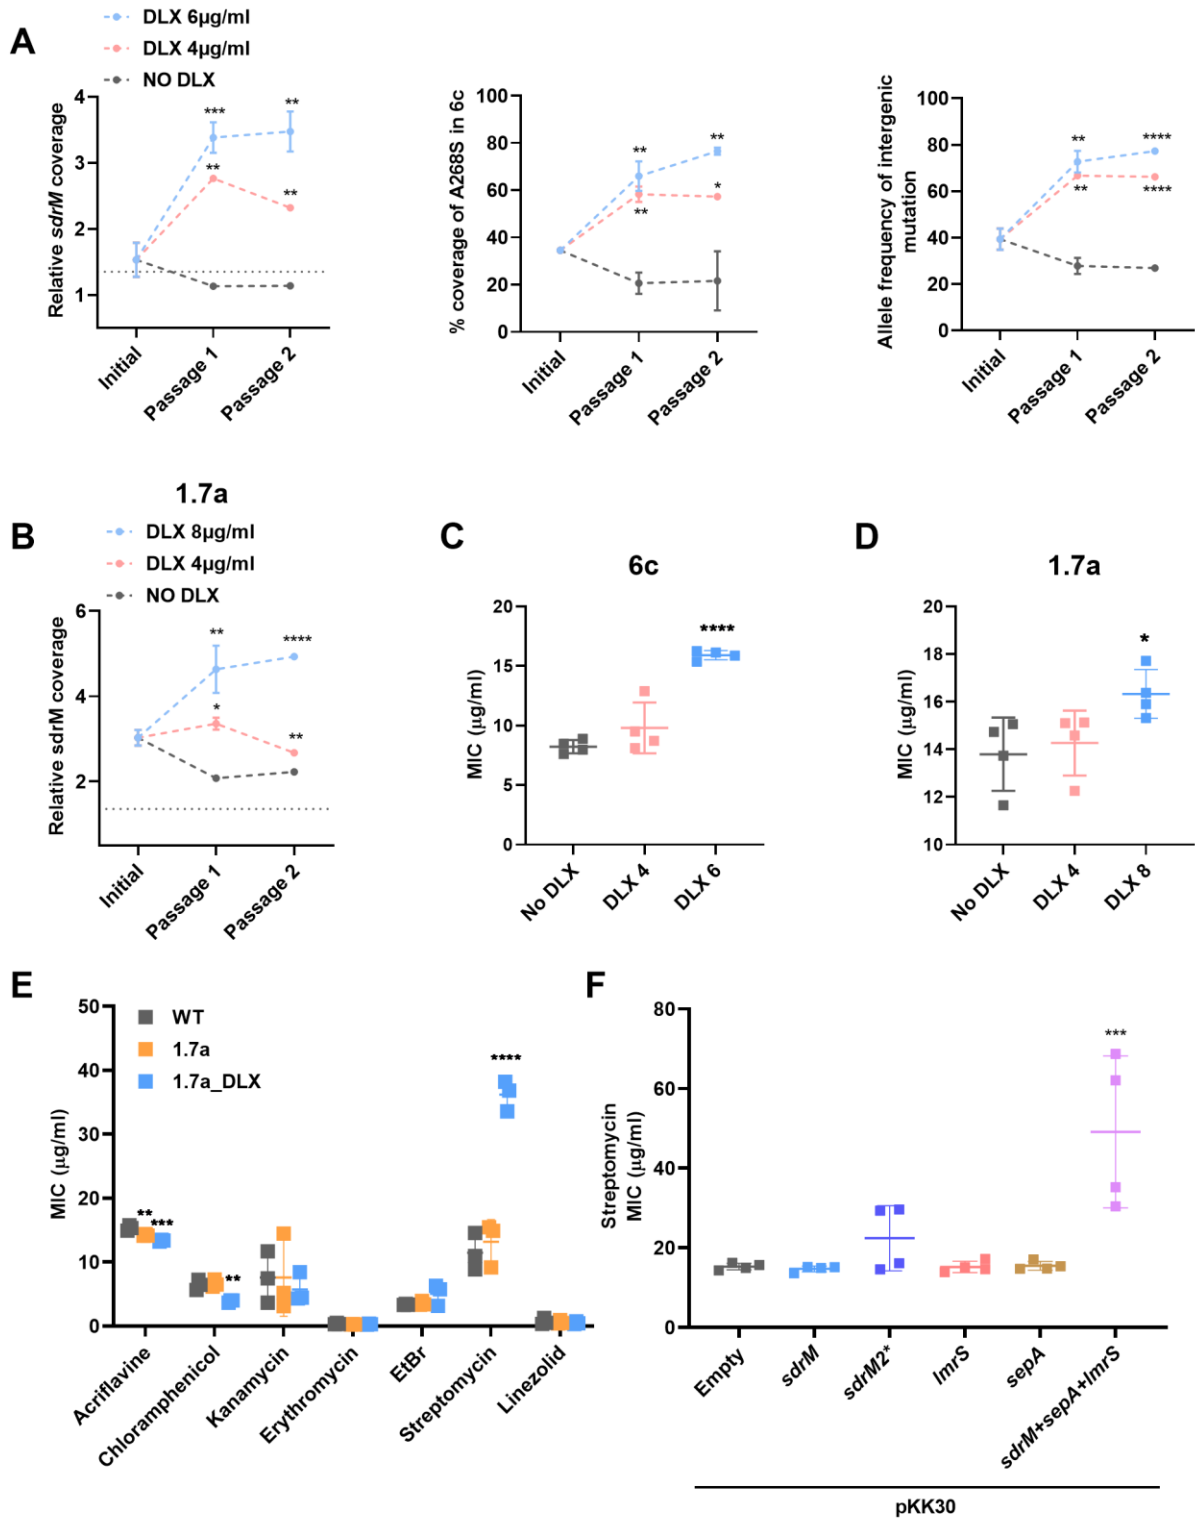 A
DLX 6µg/ml
DLX 4µg/ml
NO DLX
Relative sdrM coverage
4
3
2
1
***
**
**
**
Initial
Passage 1
Passage 2
% coverage of A268S in 6c
100
80
60
40
20
0
**
**
**
*
Initial
Passage 1
Passage 2
Allele frequency of intergenic
mutation
100
80
60
40
20
0
**
****
**
****
Initial
Passage 1
Passage 2
B
1.7a
DLX 8µg/ml
DLX 4µg/ml
NO DLX
Relative sdrM coverage
6
4
2
**
****
*
**
Initial
Passage 1
Passage 2
C
6c
MIC (µg/ml)
20
15
10
5
0
****
No DLX
DLX 4
DLX 6
D
1.7a
MIC (µg/ml)
20
18
16
14
12
10
*
No DLX
DLX 4
DLX 8
E
WT
1.7a
1.7a_DLX
MIC (µg/ml)
50
40
30
20
10
0
**
***
**
****
Acriflavine
Chloramphenicol
Kanamycin
Erythromycin
EtBr
Streptomycin
Linezolid
F
Streptomycin
MIC (µg/ml)
80
60
40
20
0
***
Empty
sdrM
sdrM2*
lmrS
sepA
sdrM+sepA+lmrS
pKK30